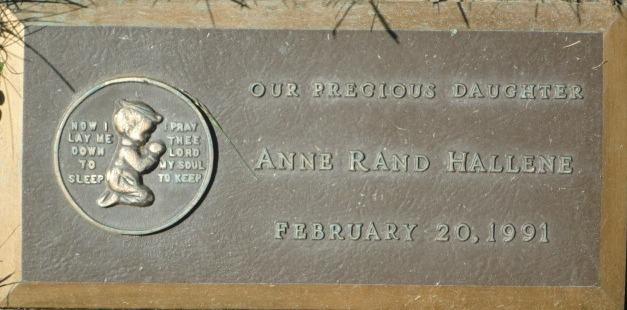 NOW I
LAY ME
DOWN
TO
SLEEP
I PRAY
THEE
LORD
MY SOUL
TO KEEP
OUR PRECIOUS DAUGHTER
ANNE RAND HALLENE
FEBRUARY 20, 1991